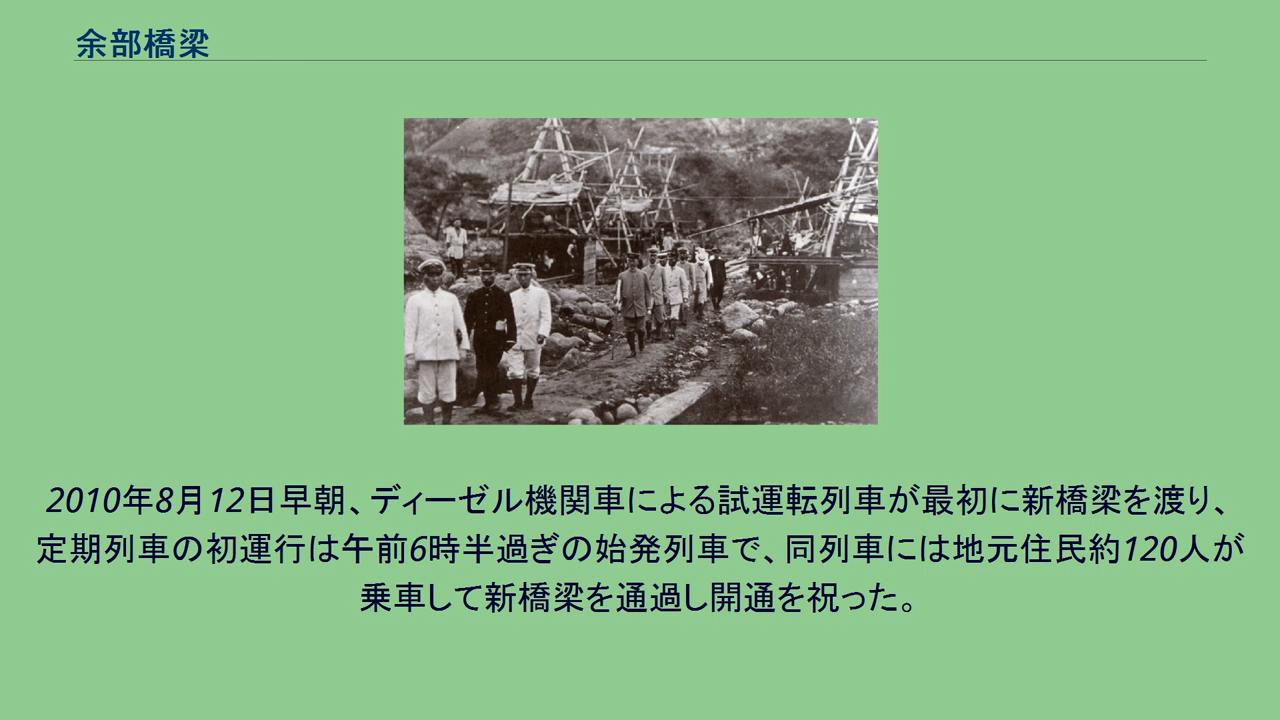 余部橋梁
2010年8月12日早朝、ディーゼル機関車による試運転列車が最初に新橋梁を渡り、
定期列車の初運行は午前6時半過ぎの始発列車で、同列車には地元住民約120人が
乗車して新橋梁を通過し開通を祝った。